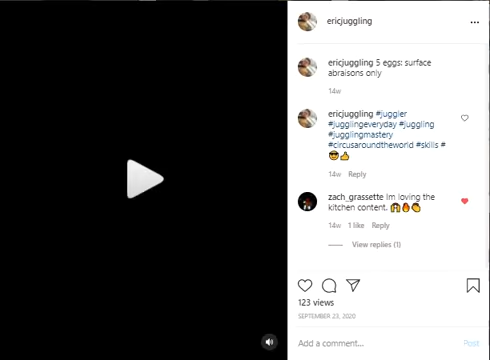 ericjuggling
ericjuggling 5 eggs: surface
abraisons only
14w
ericjuggling #juggler
#jugglingeveryday #juggling
#jugglingmastery
#circusaroundtheworld #skills #
😎👍
14w Reply
zach_grassette Im loving the
kitchen content. 🙌🔥👏
14w 1 like Reply
View replies (1)
123 views
SEPTEMBER 23, 2020
Add a comment... Post